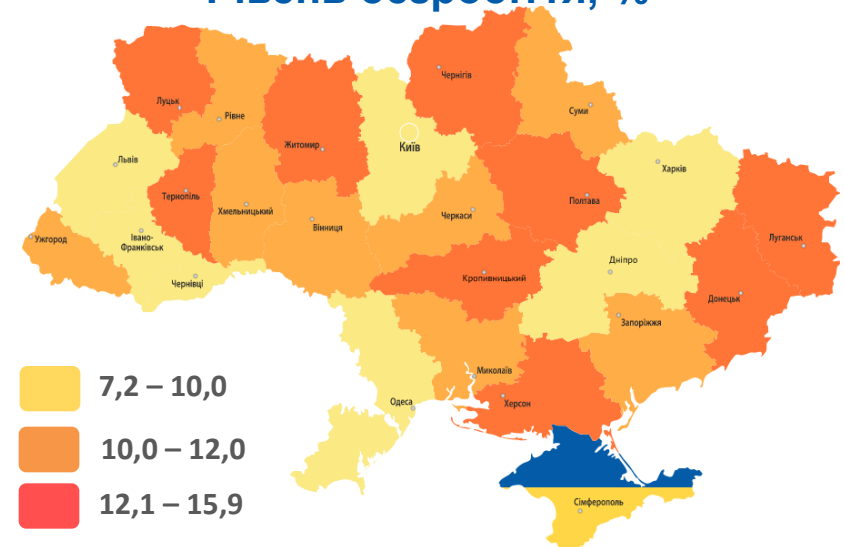 Рівень безробіття, %
Чернігів
Луцьк
Рівне
Суми
Житомир
Київ
Львів
Харків
Тернопіль
Хмельницький
Полтава
Черкаси
Вінниця
Ужгород
Івано-
Франківськ
Луганськ
Дніпро
Кропивницький
Чернівці
Донецьк
Запоріжжя
Миколаїв
Одеса
Херсон
Сімферополь
7,2 – 10,0
10,0 – 12,0
12,1 – 15,9